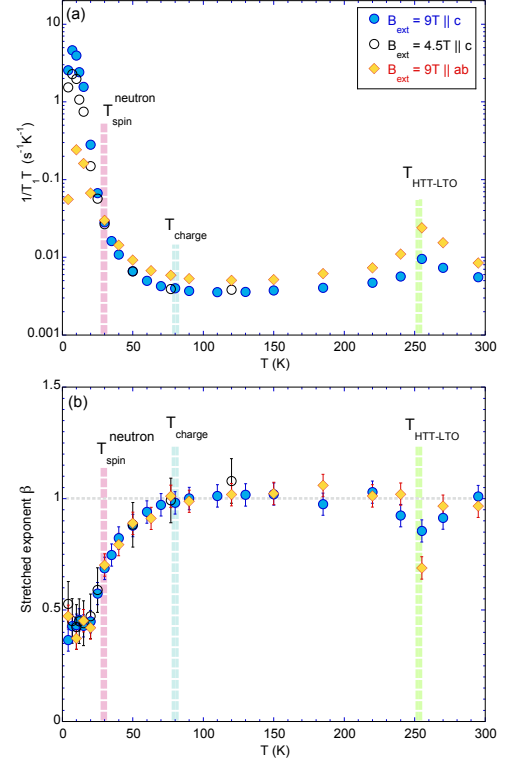 (a)
B_ext = 9T || c
B_ext = 4.5T || c
B_ext = 9T || ab
T_spin^neutron
T_charge
T_HTT-LTO
1/T_1T (s^-1K^-1)
10
1
0.1
0.01
0.001
0 50 100 150 200 250 300
T (K)
(b)
T_spin^neutron
T_charge
T_HTT-LTO
Stretched exponent β
1.5
1
0.5
0
0 50 100 150 200 250 300
T (K)